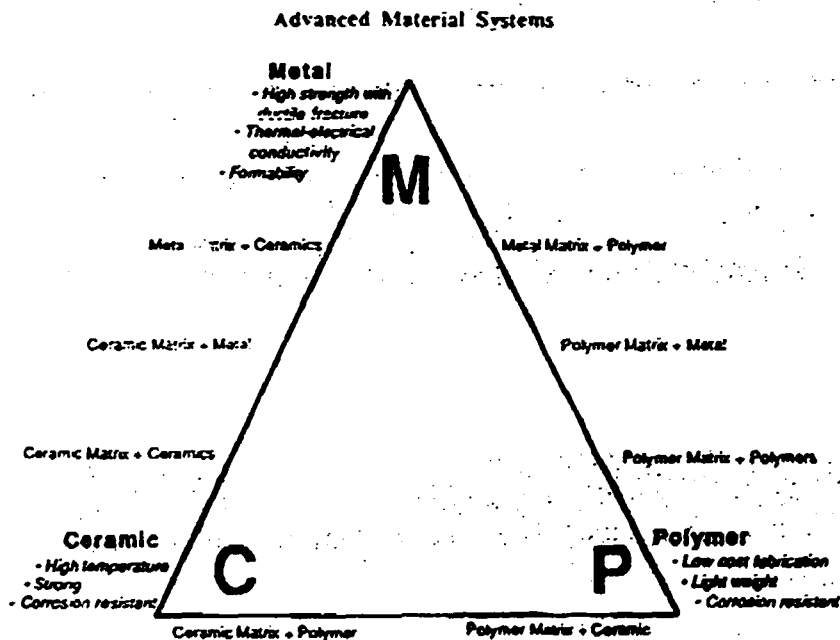 Advanced Material Systems
Metal
• High strength with
ductile fracture
• Thermal-electrical
conductivity
• Formability
M
+ Ceramics
Metal Matrix + Polymer
Ceramic Matrix + Metal
Polymer Matrix + Metal
Ceramic Matrix + Ceramics
Polymer Matrix + Polymers
Ceramic
• High temperature
• Strong
• Corrosion resistant
C
P
Polymer
• Low cost fabrication
• Light weight
• Corrosion resistant
Ceramic Matrix + Polymer
Polymer Matrix + Ceramic